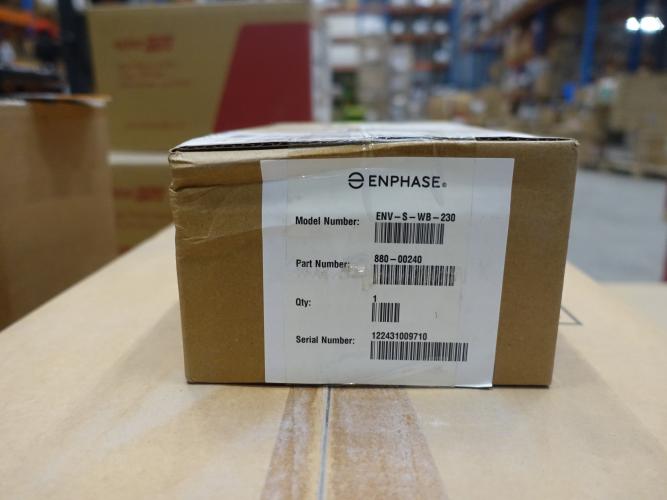 ENPHASE®
Model Number: ENV-S-WB-230
Part Number: 880-00240
Qty: 1
Serial Number: 122431009710